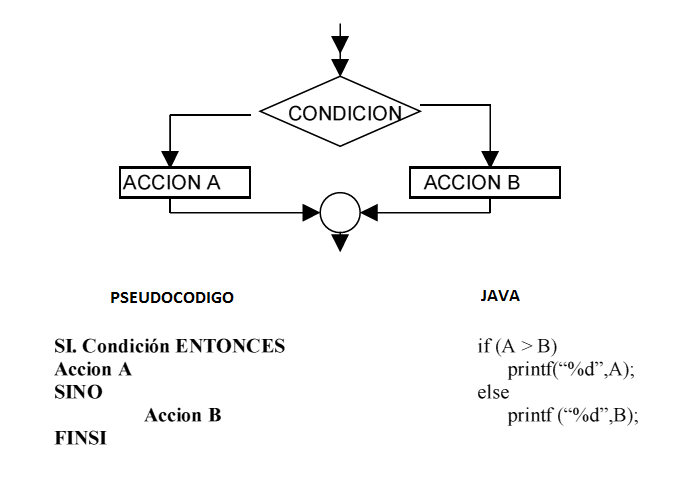 CONDICION
ACCION A
ACCION B
PSEUDOCODIGO
JAVA
SI. Condición ENTONCES
Accion A
SINO
Accion B
FINSI
if (A > B)
printf(“%d”,A);
else
printf (“%d”,B);